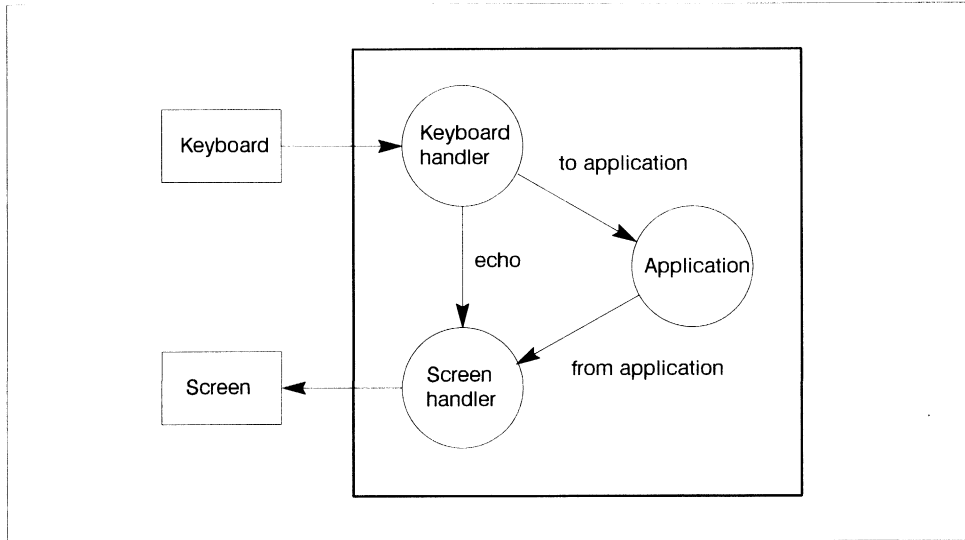 Keyboard
Keyboard
handler
to application
echo
Application
from application
Screen
Screen
handler